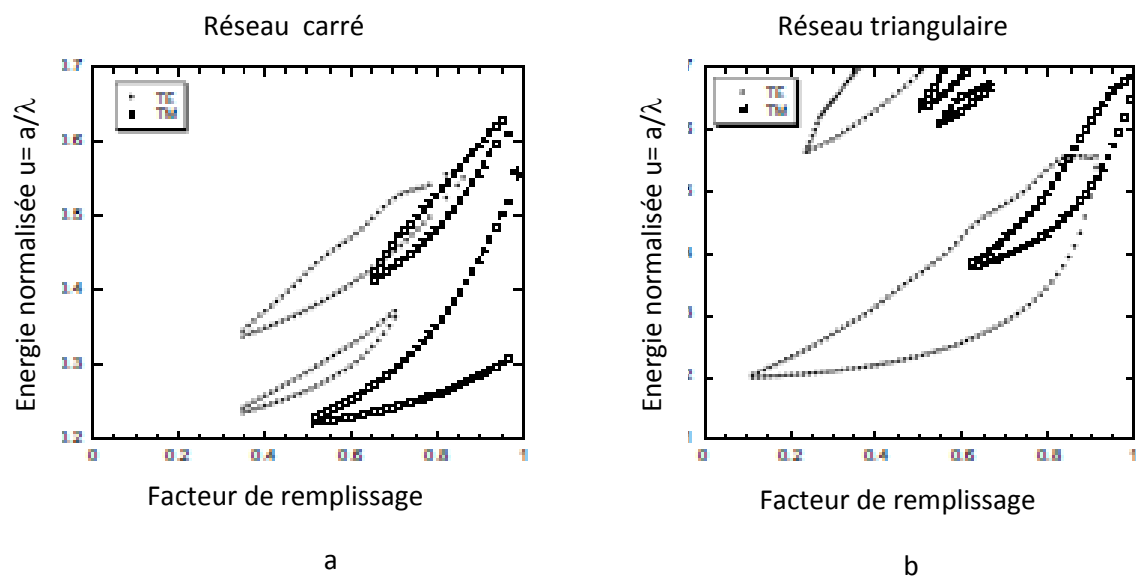 Réseau carré
Réseau triangulaire
Energie normalisée u= a/λ
1.7
1.6
1.5
1.4
1.3
1.2
TE
TM
0
0.2
0.4
0.6
0.8
1
Facteur de remplissage
a
Energie normalisée u= a/λ
TE
TM
0
0.2
0.4
0.6
0.8
1
Facteur de remplissage
b